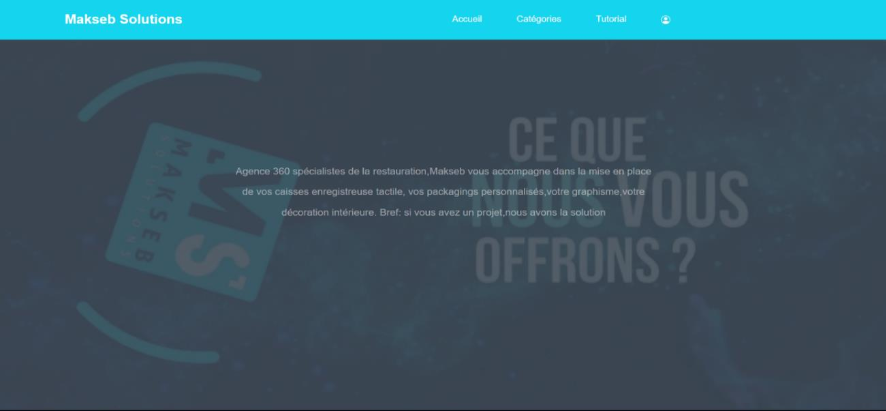 Makseb Solutions
Accueil
Catégories
Tutorial
CE QUE
NOUS VOUS
OFFRONS ?
Agence 360 spécialistes de la restauration,Makseb vous accompagne dans la mise en place
de vos caisses enregistreuse tactile, vos packagings personnalisés,votre graphisme,votre
décoration intérieure. Bref: si vous avez un projet,nous avons la solution
MS
MAKSEB